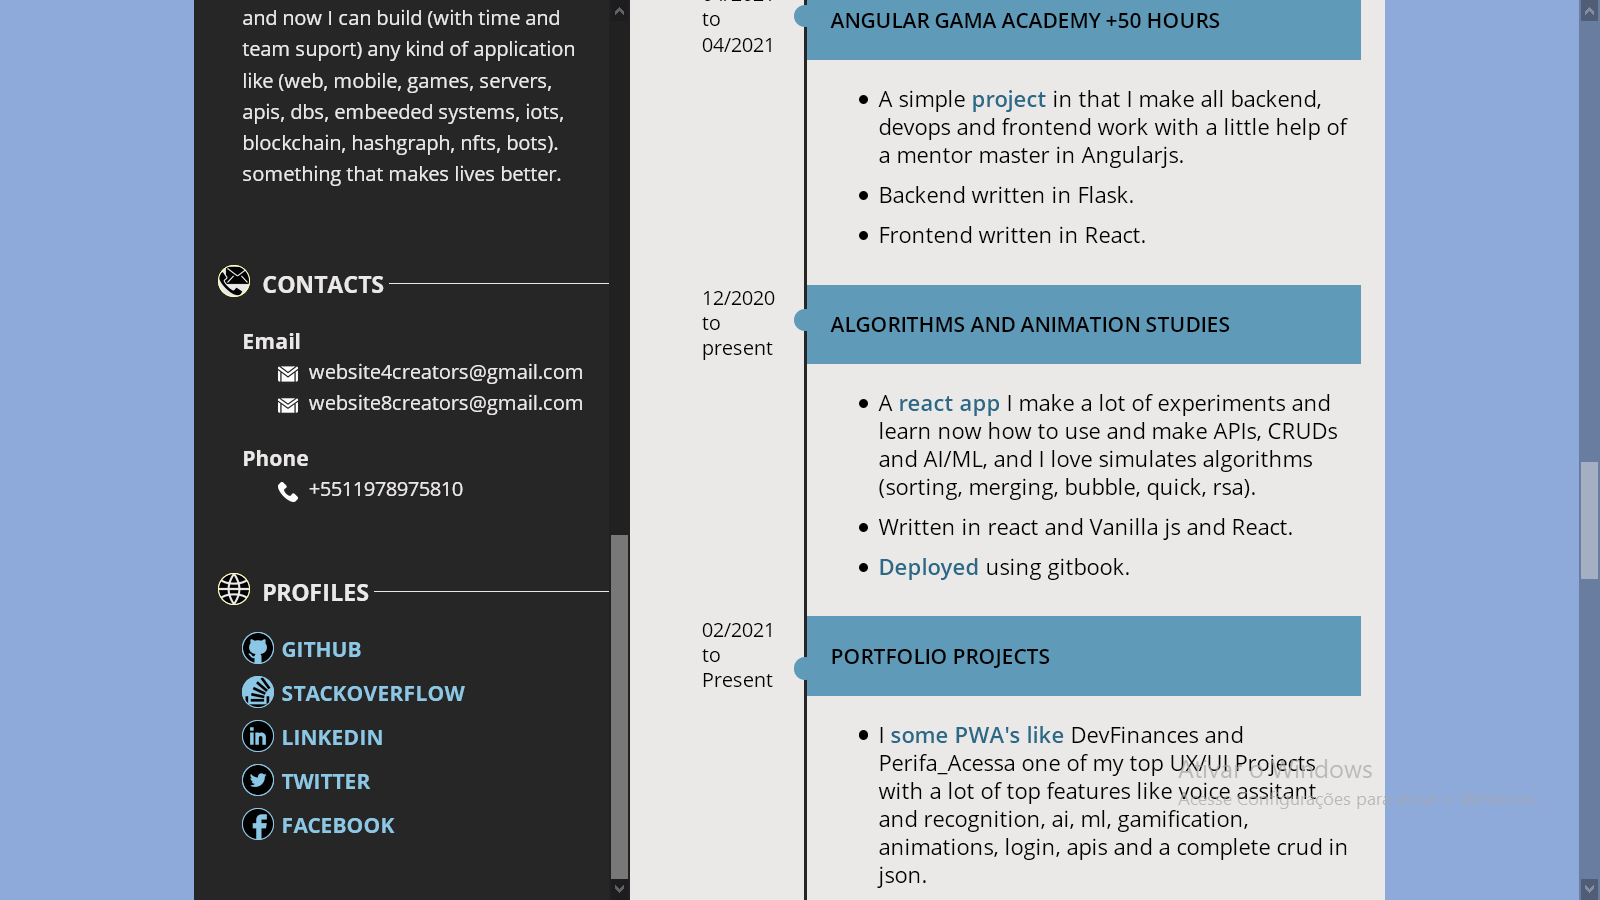 and now I can build (with time and
team suport) any kind of application
like (web, mobile, games, servers,
apis, dbs, embeeded systems, iots,
blockchain, hashgraph, nfts, bots).
something that makes lives better.
CONTACTS
Email
website4creators@gmail.com
website8creators@gmail.com
Phone
+5511978975810
PROFILES
GITHUB
STACKOVERFLOW
LINKEDIN
TWITTER
FACEBOOK
to
04/2021
ANGULAR GAMA ACADEMY +50 HOURS
A simple project in that I make all backend,
devops and frontend work with a little help of
a mentor master in Angularjs.
Backend written in Flask.
Frontend written in React.
12/2020
to
present
ALGORITHMS AND ANIMATION STUDIES
A react app I make a lot of experiments and
learn now how to use and make APIs, CRUDs
and AI/ML, and I love simulates algorithms
(sorting, merging, bubble, quick, rsa).
Written in react and Vanilla js and React.
Deployed using gitbook.
02/2021
to
Present
PORTFOLIO PROJECTS
I some PWA's like DevFinances and
Perifa_Acessa one of my top UX/UI Projects
with a lot of top features like voice assitant
and recognition, ai, ml, gamification,
animations, login, apis and a complete crud in
json.
Ativar o Windows
Acesse Configurações para